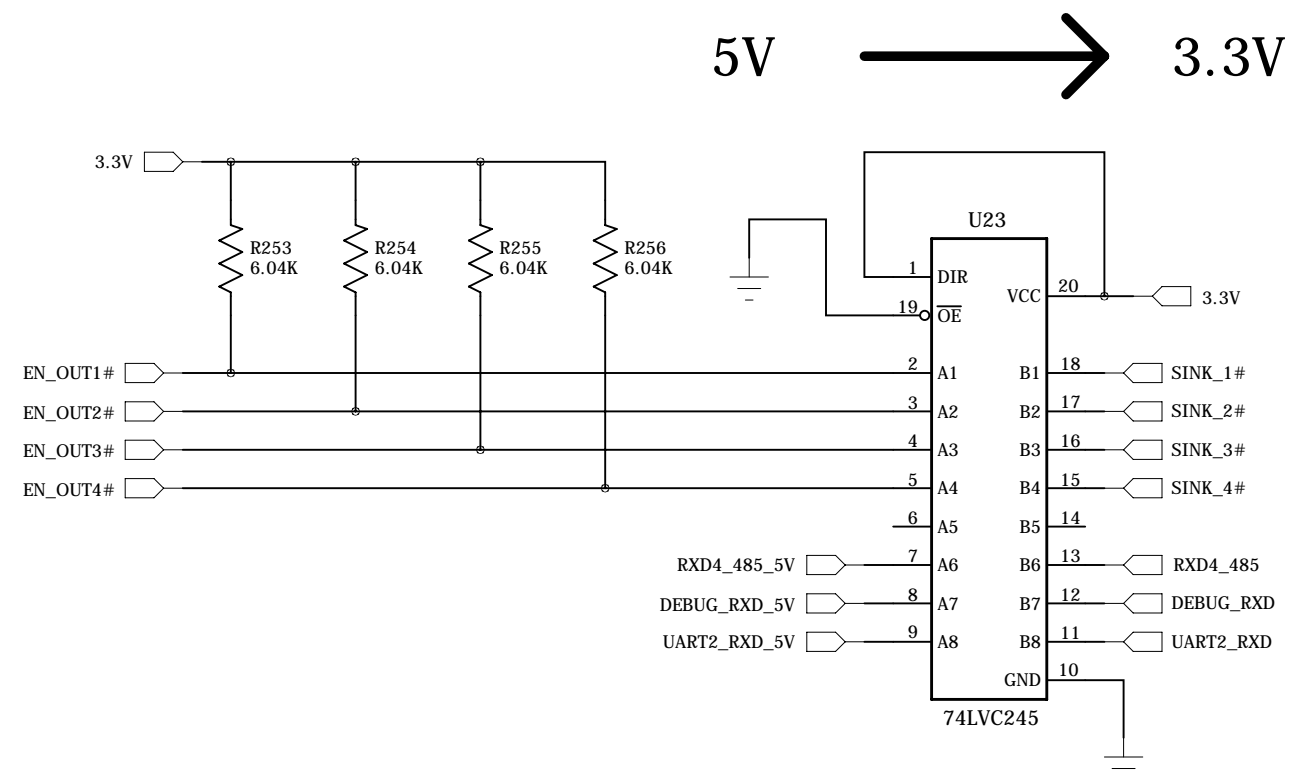 5V 3.3V
3.3V
R253
6.04K
R254
6.04K
R255
6.04K
R256
6.04K
U23
1 DIR
19 OE
VCC 20 3.3V
EN_OUT1# 2 A1 B1 18 SINK_1#
EN_OUT2# 3 A2 B2 17 SINK_2#
EN_OUT3# 4 A3 B3 16 SINK_3#
EN_OUT4# 5 A4 B4 15 SINK_4#
6 A5 B5 14
RXD4_485_5V 7 A6 B6 13 RXD4_485
DEBUG_RXD_5V 8 A7 B7 12 DEBUG_RXD
UART2_RXD_5V 9 A8 B8 11 UART2_RXD
GND 10
74LVC245